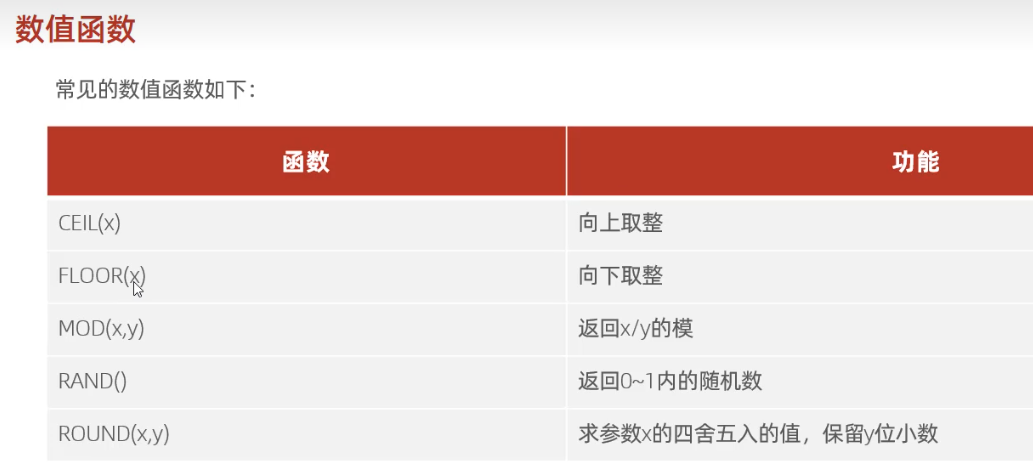 数值函数
常见的数值函数如下：
函数 功能
CEIL(x) 向上取整
FLOOR(x) 向下取整
MOD(x,y) 返回x/y的模
RAND() 返回0~1内的随机数
ROUND(x,y) 求参数x的四舍五入的值，保留y位小数